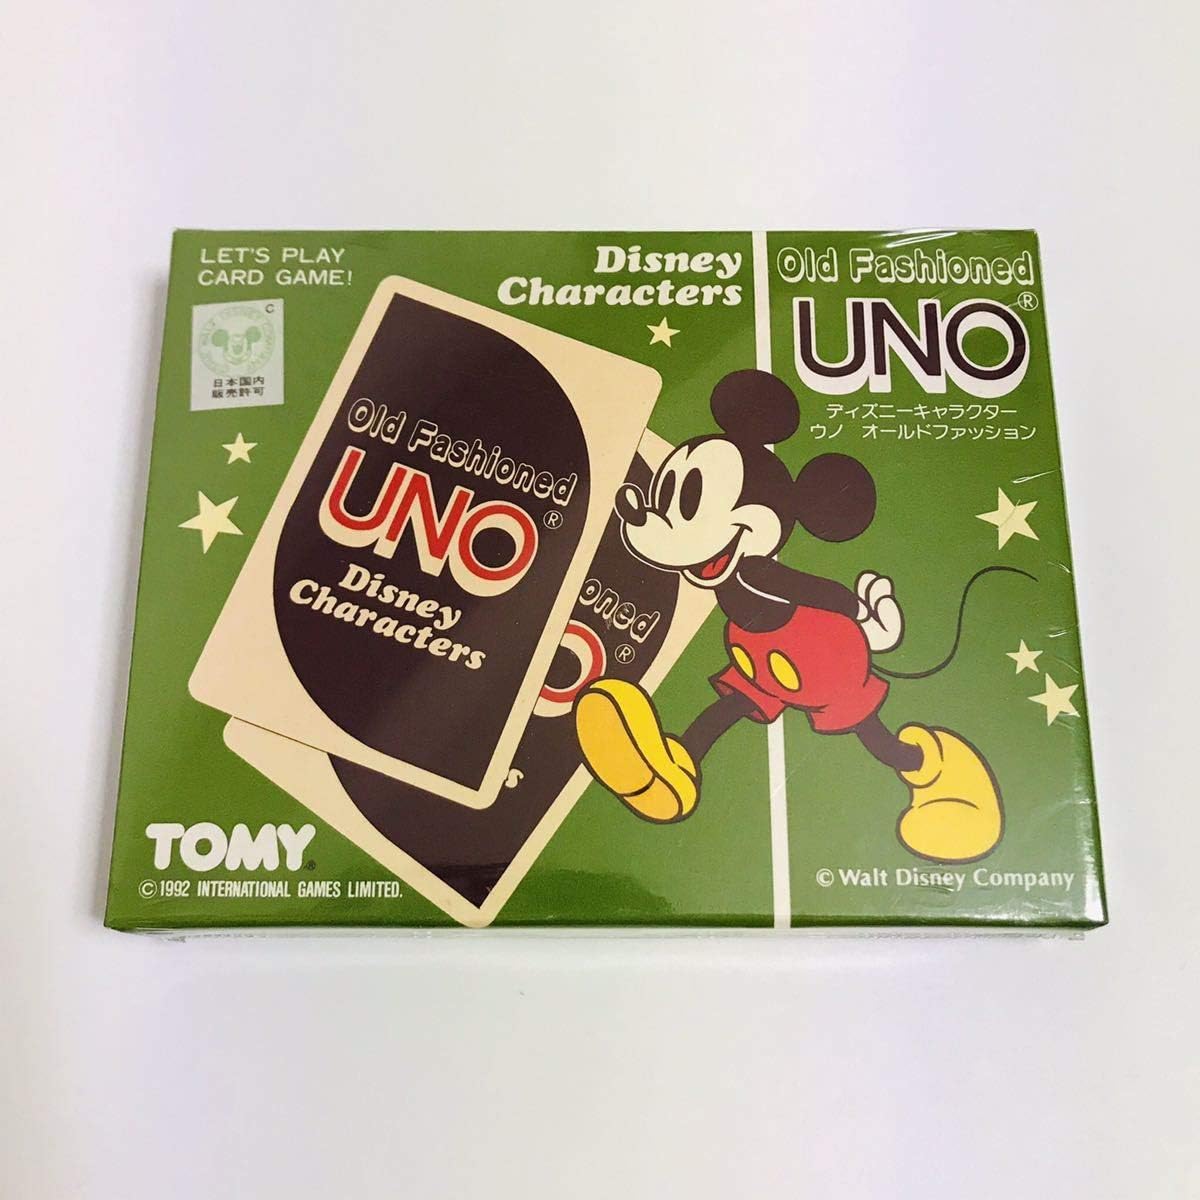 LET'S PLAY
CARD GAME!
C
日本国内
販売許可
Disney
Characters
Old Fashioned
UNO®
ディズニーキャラクター
ウノ オールドファッション
Old Fashioned
UNO®
Disney
Characters
oned
®
s
TOMY®
©1992 INTERNATIONAL GAMES LIMITED.
© Walt Disney Company